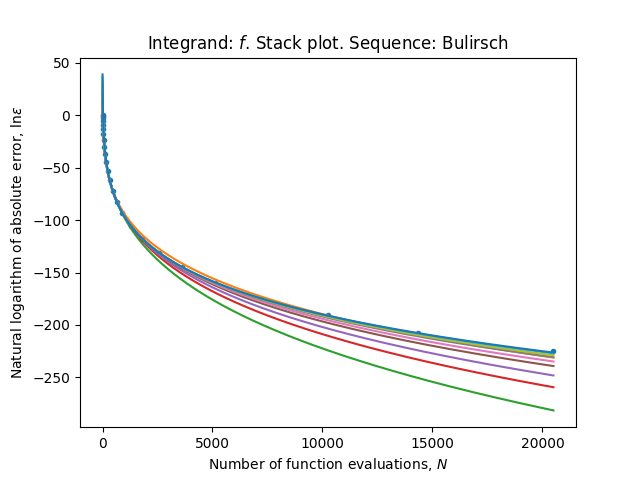 Integrand: f. Stack plot. Sequence: Bulirsch
Natural logarithm of absolute error, lnε
50
0
−50
−100
−150
−200
−250
0 5000 10000 15000 20000
Number of function evaluations, N